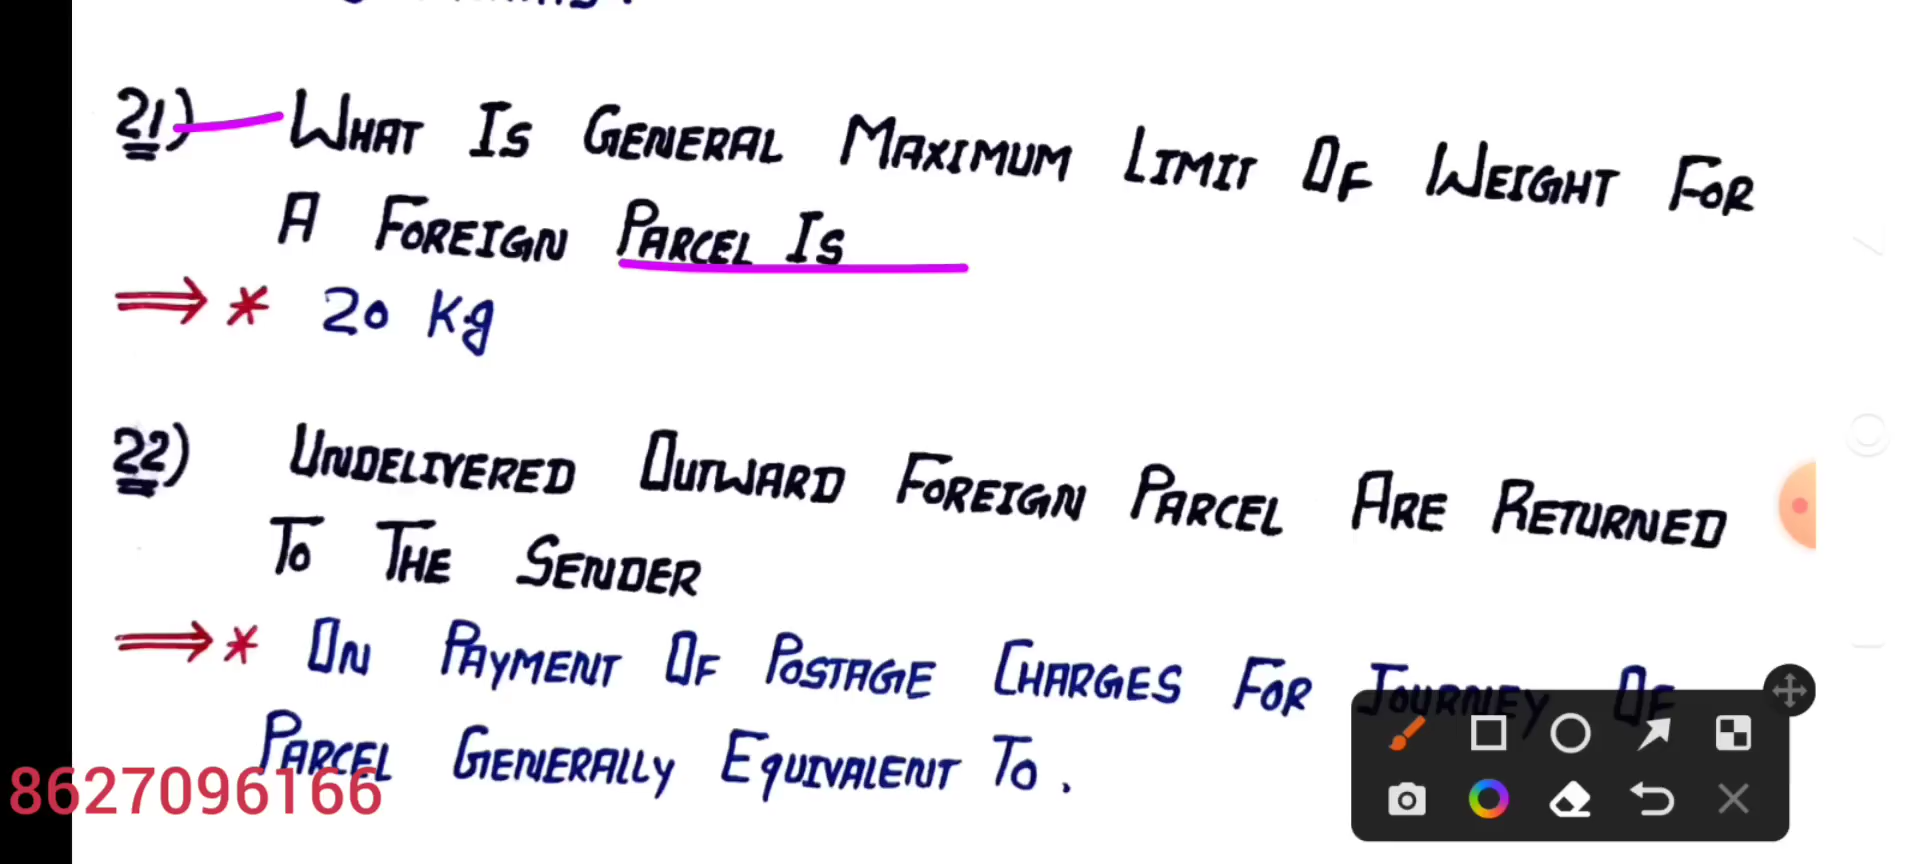 21) What Is General Maximum Limit Of Weight For
A Foreign Parcel Is
⟹ * 20 Kg
22) Undelivered Outward Foreign Parcel Are Returned
To The Sender
⟹ * On Payment Of Postage Charges For Journey Of
Parcel Generally Equivalent To .
8627096166